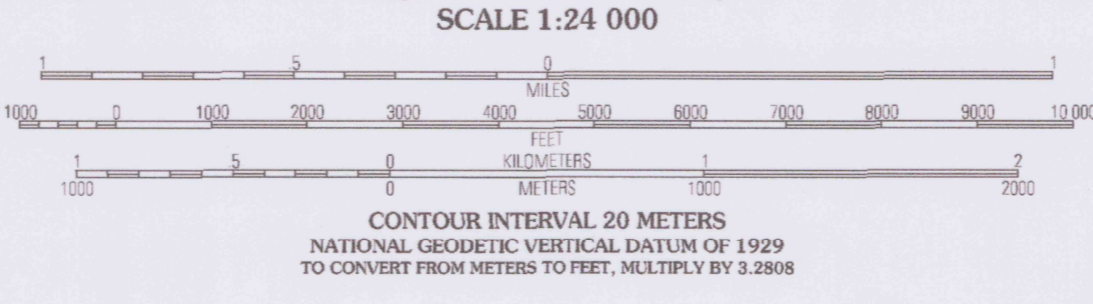 SCALE 1:24 000
1 .5 0 1
MILES
1000 0 1000 2000 3000 4000 5000 6000 7000 8000 9000 10 000
FEET
1 .5 0 KILOMETERS 1 2
1000 0 METERS 1000 2000
CONTOUR INTERVAL 20 METERS
NATIONAL GEODETIC VERTICAL DATUM OF 1929
TO CONVERT FROM METERS TO FEET, MULTIPLY BY 3.2808